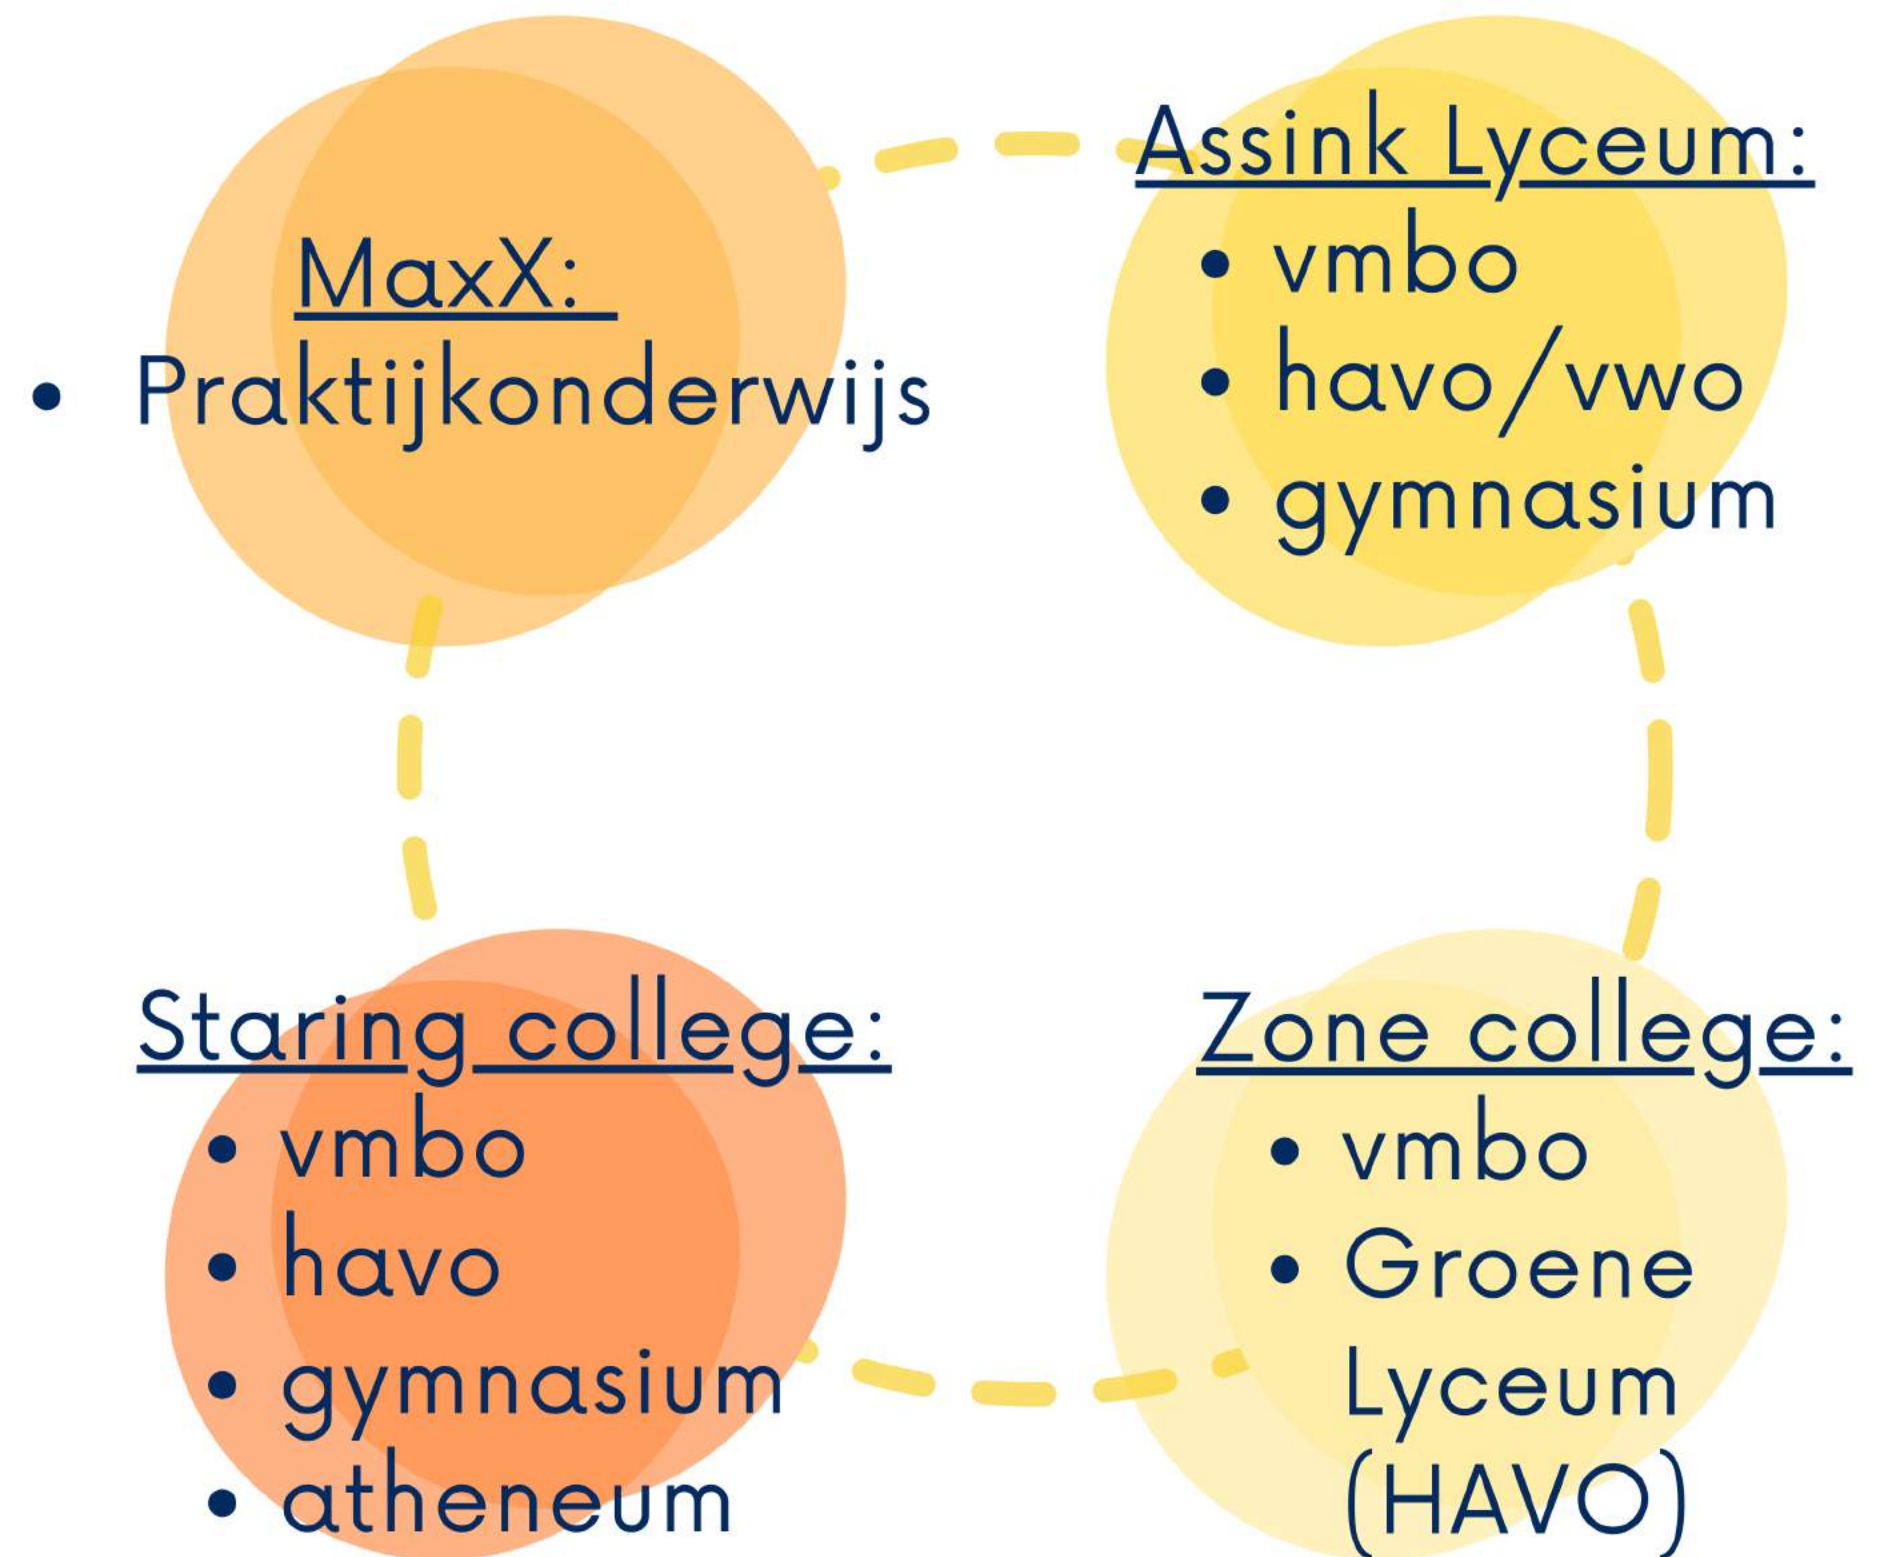 MaxX:
• Praktijkonderwijs
Assink Lyceum:
• vmbo
• havo/vwo
• gymnasium
Staring college:
• vmbo
• havo
• gymnasium
• atheneum
Zone college:
• vmbo
• Groene
Lyceum
(HAVO)